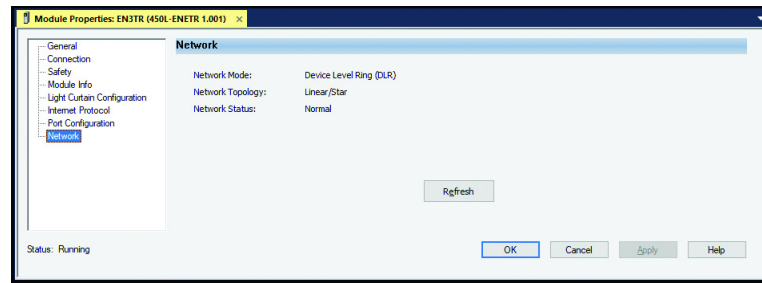 Module Properties: EN3TR (450L-ENETR 1.001) ×
General
Connection
Safety
Module Info
Light Curtain Configuration
Internet Protocol
Port Configuration
Network
Network
Network Mode: Device Level Ring (DLR)
Network Topology: Linear/Star
Network Status: Normal
Refresh
Status: Running
OK Cancel Apply Help